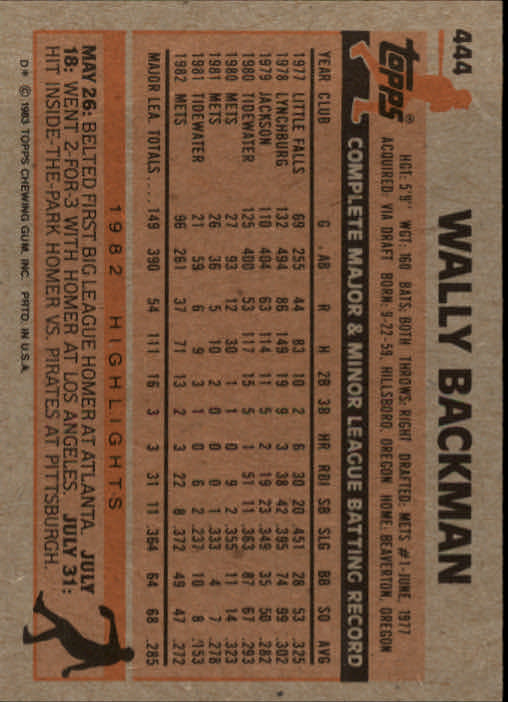 444
WALLY BACKMAN
TOPPS®
HGT: 5'9" WGT: 160 BATS: BOTH THROWS: RIGHT DRAFTED: METS #1-JUNE, 1977
ACQUIRED: VIA DRAFT BORN: 9-22-59, HILLSBORO, OREGON HOME: BEAVERTON, OREGON
COMPLETE MAJOR & MINOR LEAGUE BATTING RECORD
YEAR CLUB G AB R H 2B 3B HR RBI SB SLG BB SO AVG
1977 LITTLE FALLS 69 255 44 83 10 2 6 30 20 .451 28 53 .325
1978 LYNCHBURG 132 494 86 149 19 9 3 38 42 .395 74 99 .302
1979 JACKSON 110 404 63 114 11 5 2 19 23 .349 35 50 .282
1980 TIDEWATER 125 400 53 117 15 5 1 51 11 .363 87 67 .293
1980 METS 27 93 12 30 1 1 0 9 2 .355 11 14 .323
1981 METS 26 36 5 10 2 0 0 0 1 .333 4 7 .278
1981 TIDEWATER 21 59 6 9 3 1 0 6 2 .237 10 8 .153
1982 METS 96 261 37 71 13 2 3 22 8 .372 49 47 .272
MAJOR LEA. TOTALS.... 149 390 54 111 16 3 3 31 11 .364 64 68 .285
1982 HIGHLIGHTS
MAY 26: BELTED FIRST BIG LEAGUE HOMER AT ATLANTA. JULY
18: WENT 2-FOR-3 WITH HOMER AT LOS ANGELES. JULY 31:
HIT INSIDE-THE-PARK HOMER VS. PIRATES AT PITTSBURGH.
D* © 1983 TOPPS CHEWING GUM, INC. PRTD. IN U.S.A.